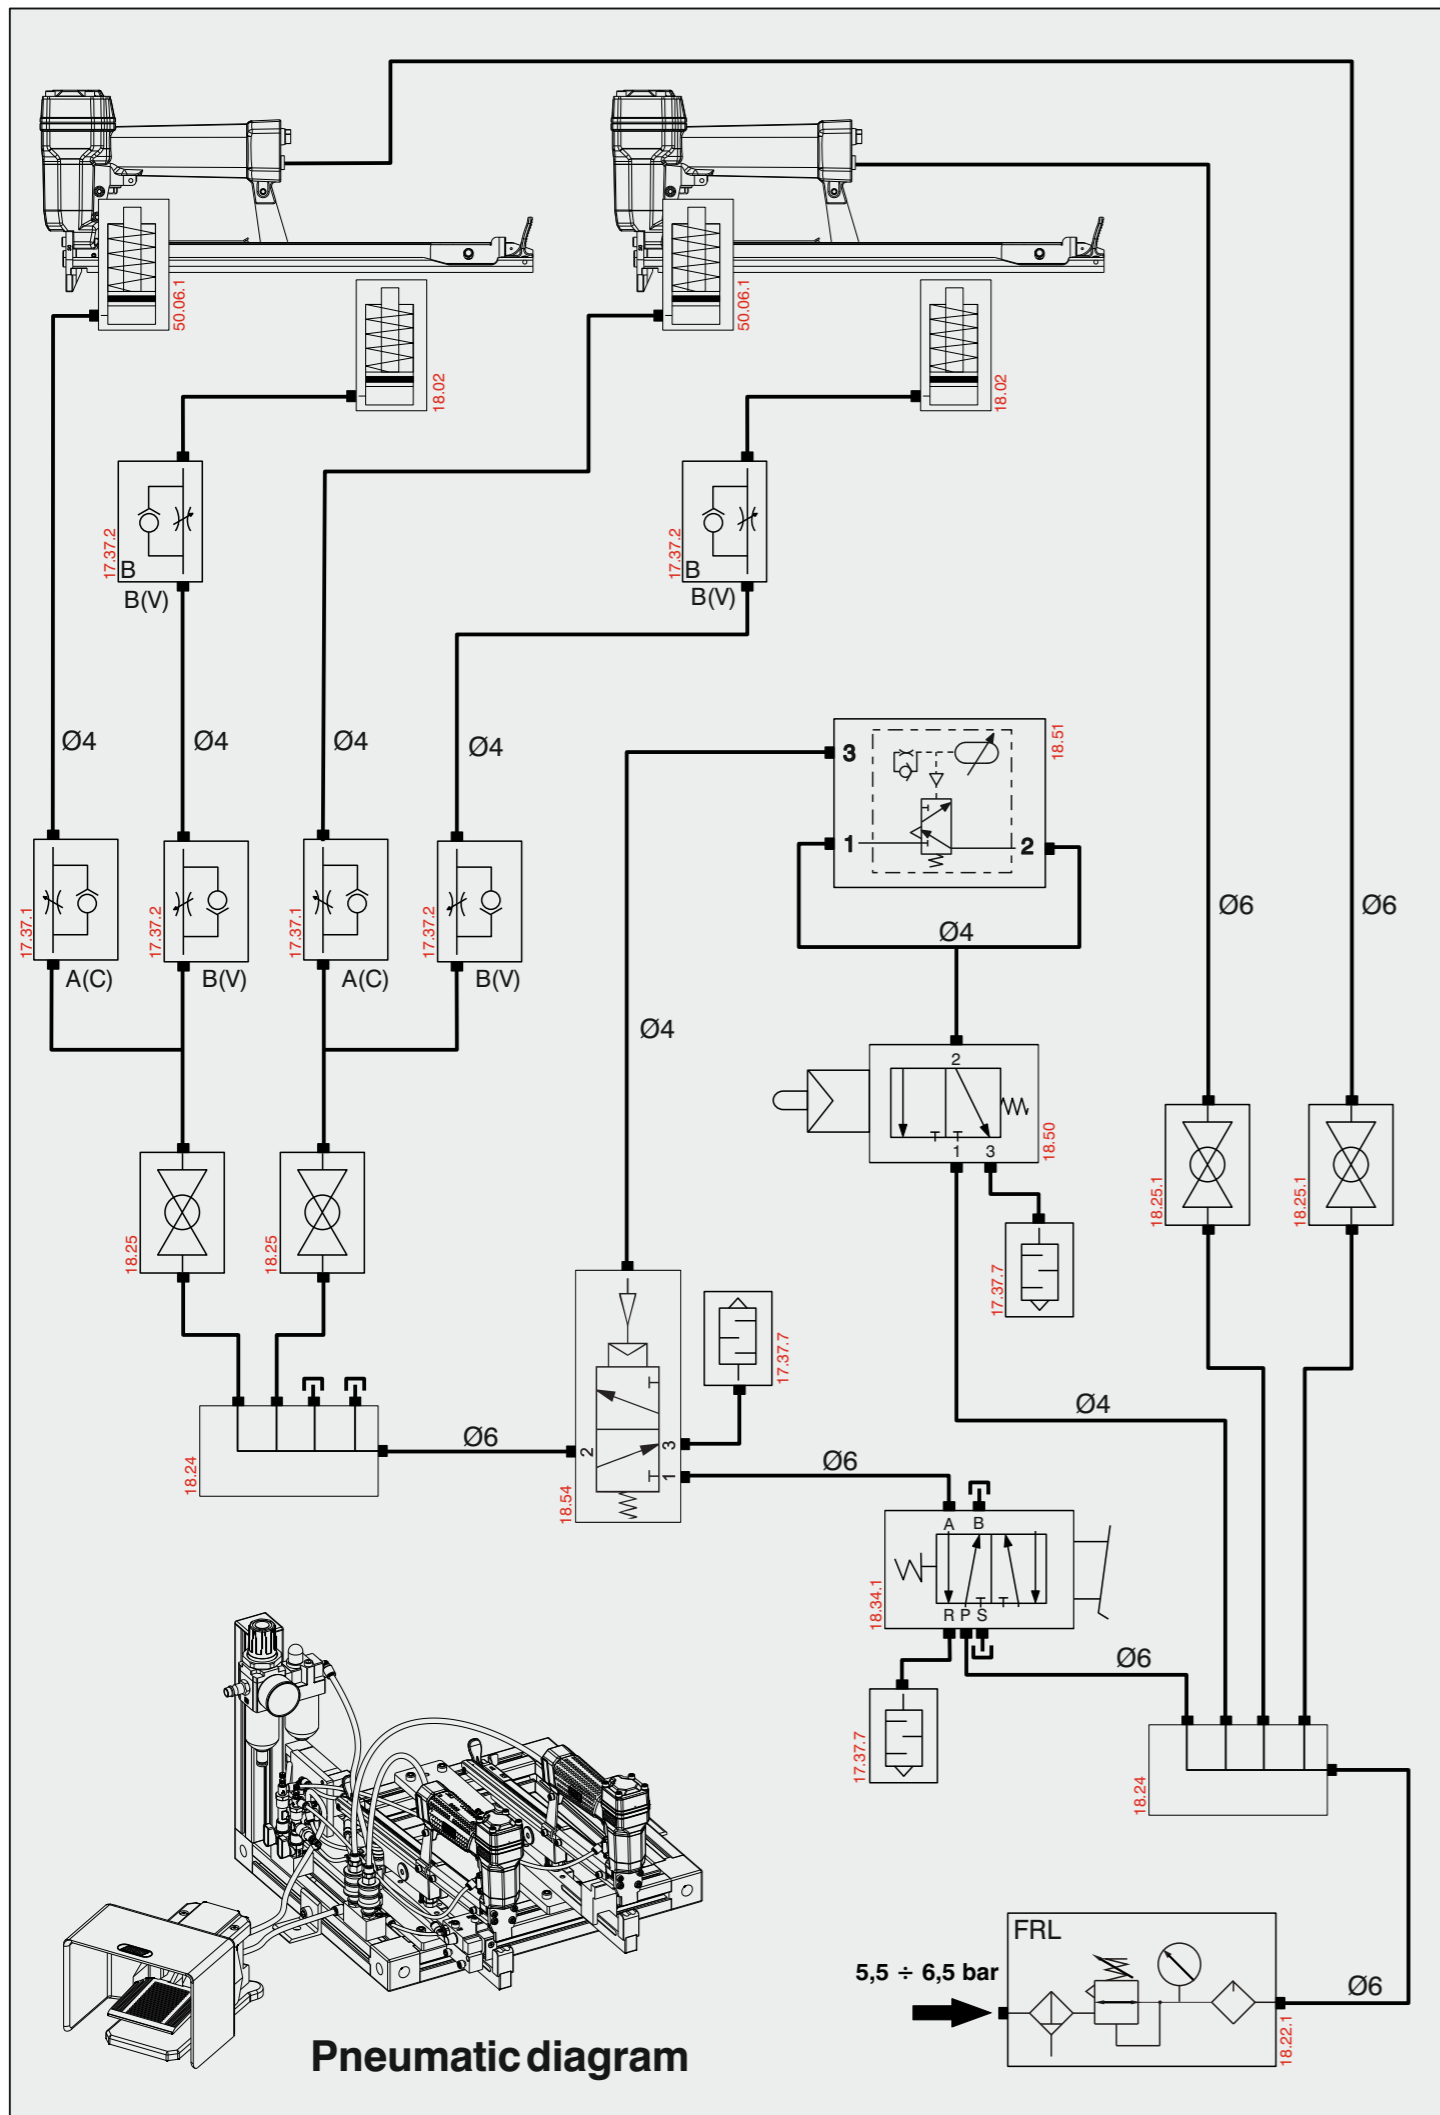 50.06.1
50.06.1
18.02
18.02
17.37.2
B
B(V)
17.37.2
B
B(V)
Ø4
Ø4
Ø4
Ø4
18.51
3
1
2
17.37.1
A(C)
17.37.2
B(V)
17.37.1
A(C)
17.37.2
B(V)
Ø4
Ø6
Ø6
Ø4
2
1
3
18.50
18.25
18.25
18.25.1
18.25.1
17.37.7
17.37.7
Ø4
18.24
Ø6
2
3
1
18.54
Ø6
A B
R P S
18.34.1
Ø6
17.37.7
18.24
FRL
5,5 ÷ 6,5 bar
Ø6
18.22.1
Pneumatic diagram